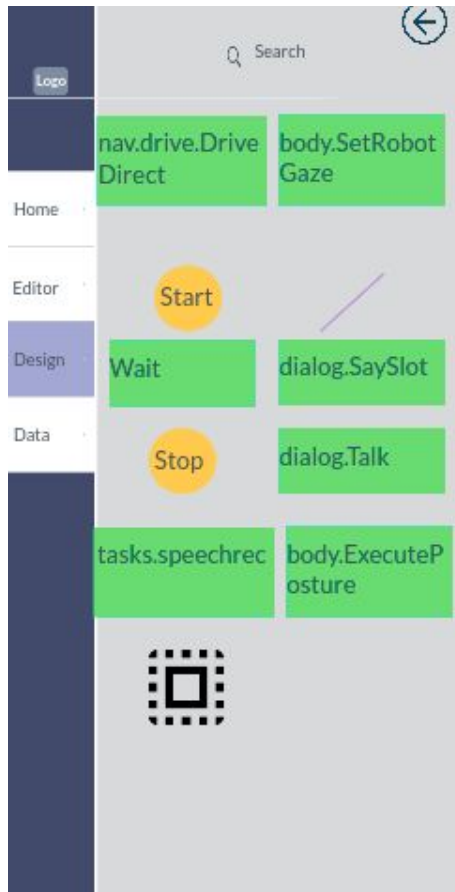 Search
Logo
nav.drive.Drive
Direct
body.SetRobot
Gaze
Home
Editor
Start
Design
Wait
dialog.SaySlot
Data
Stop
dialog.Talk
tasks.speechrec
body.ExecuteP
osture